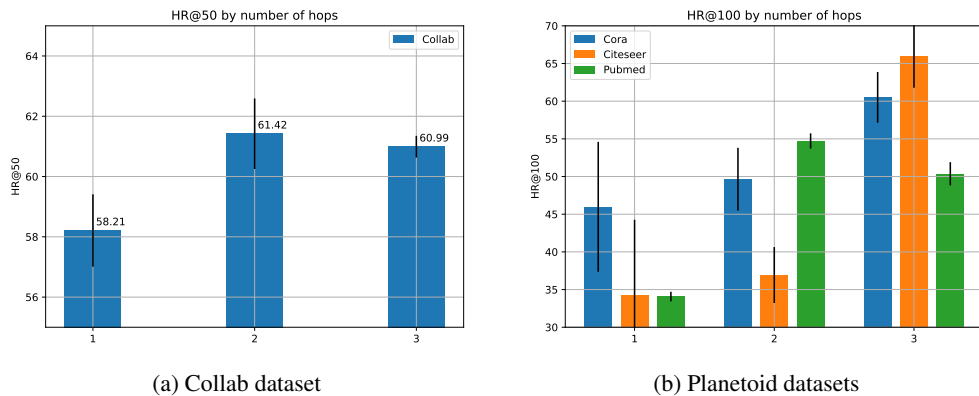 HR@50 by number of hops
Collab
64
62
60
58
56
HR@50
58.21
61.42
60.99
1
2
3
(a) Collab dataset
HR@100 by number of hops
Cora
Citeseer
Pubmed
70
65
60
55
50
45
40
35
30
HR@100
1
2
3
(b) Planetoid datasets